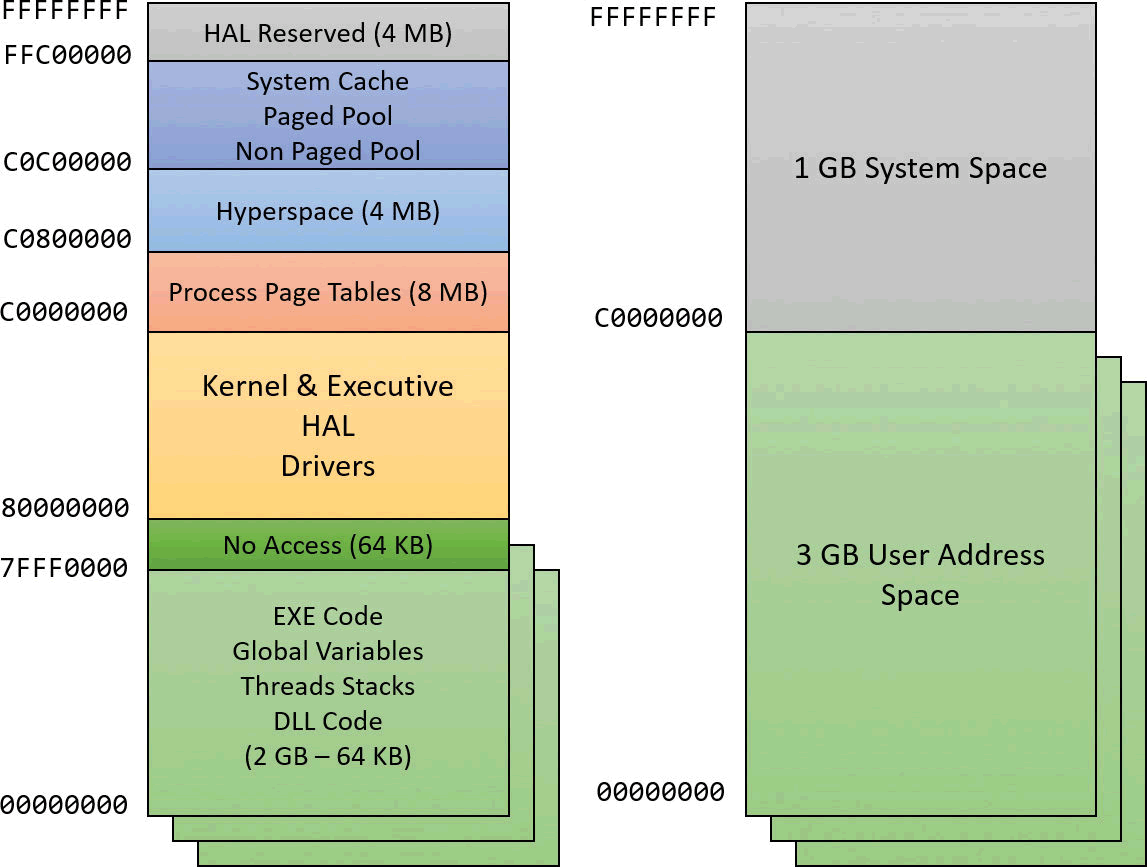 FFFFFFFF
HAL Reserved (4 MB)
FFC00000
System Cache
Paged Pool
Non Paged Pool
C0C00000
Hyperspace (4 MB)
C0800000
Process Page Tables (8 MB)
C0000000
Kernel & Executive
HAL
Drivers
80000000
No Access (64 KB)
7FFF0000
EXE Code
Global Variables
Threads Stacks
DLL Code
(2 GB – 64 KB)
00000000
FFFFFFFF
1 GB System Space
C0000000
3 GB User Address
Space
00000000